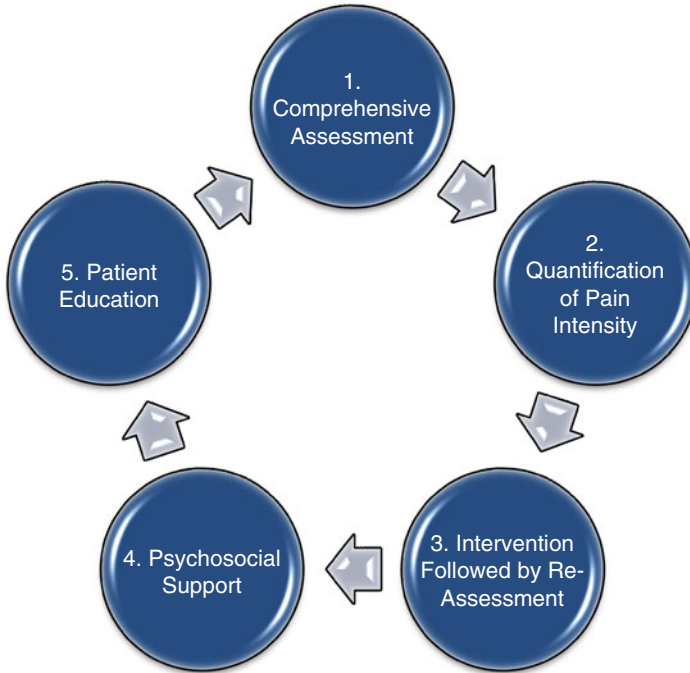 1.
Comprehensive
Assessment
2.
Quantification
of Pain
Intensity
3. Intervention
Followed by Re-
Assessment
4. Psychosocial
Support
5. Patient
Education